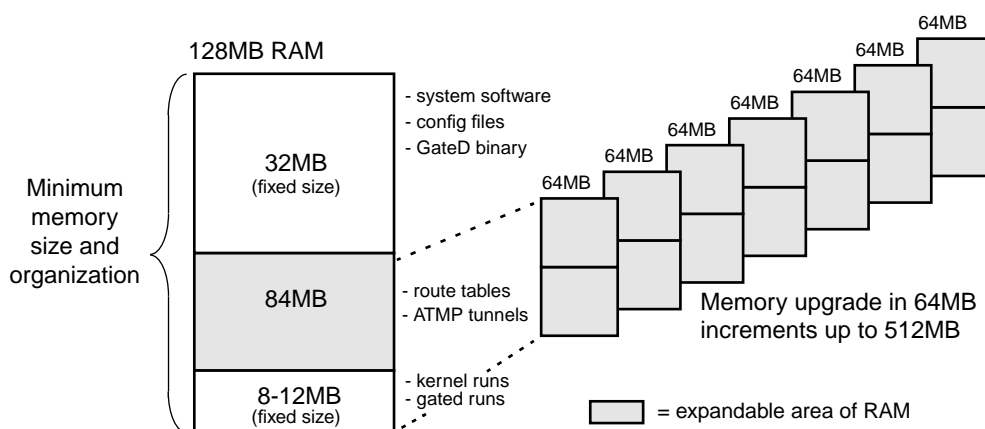 128MB RAM
Minimum
memory
size and
organization
32MB
(fixed size)
- system software
- config files
- GateD binary
84MB
- route tables
- ATMP tunnels
8-12MB
(fixed size)
- kernel runs
- gated runs
64MB
64MB
64MB
64MB
64MB
64MB
64MB
Memory upgrade in 64MB
increments up to 512MB
= expandable area of RAM